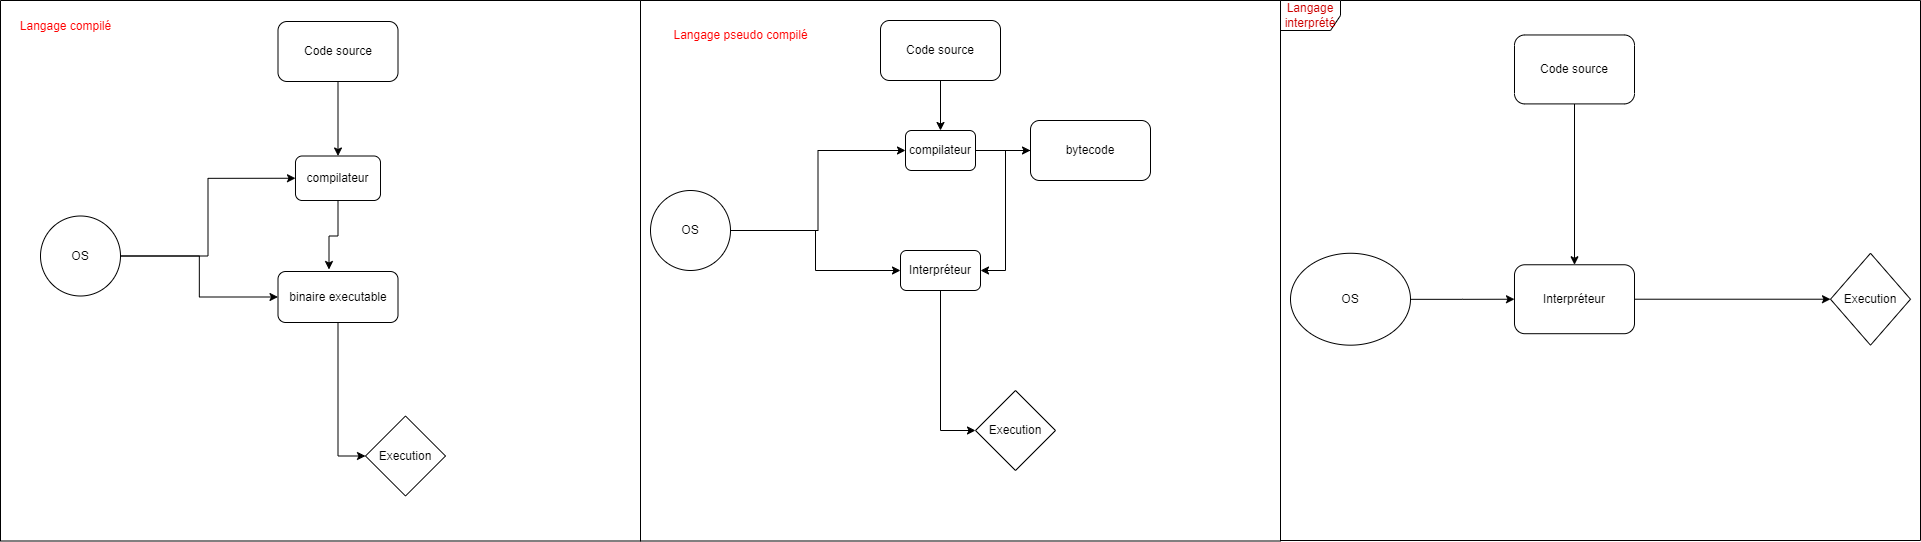 Langage compilé
Code source
compilateur
OS
binaire executable
Execution
Langage pseudo compilé
Code source
compilateur
bytecode
OS
Interpréteur
Execution
Langage
interprété
Code source
OS
Interpréteur
Execution